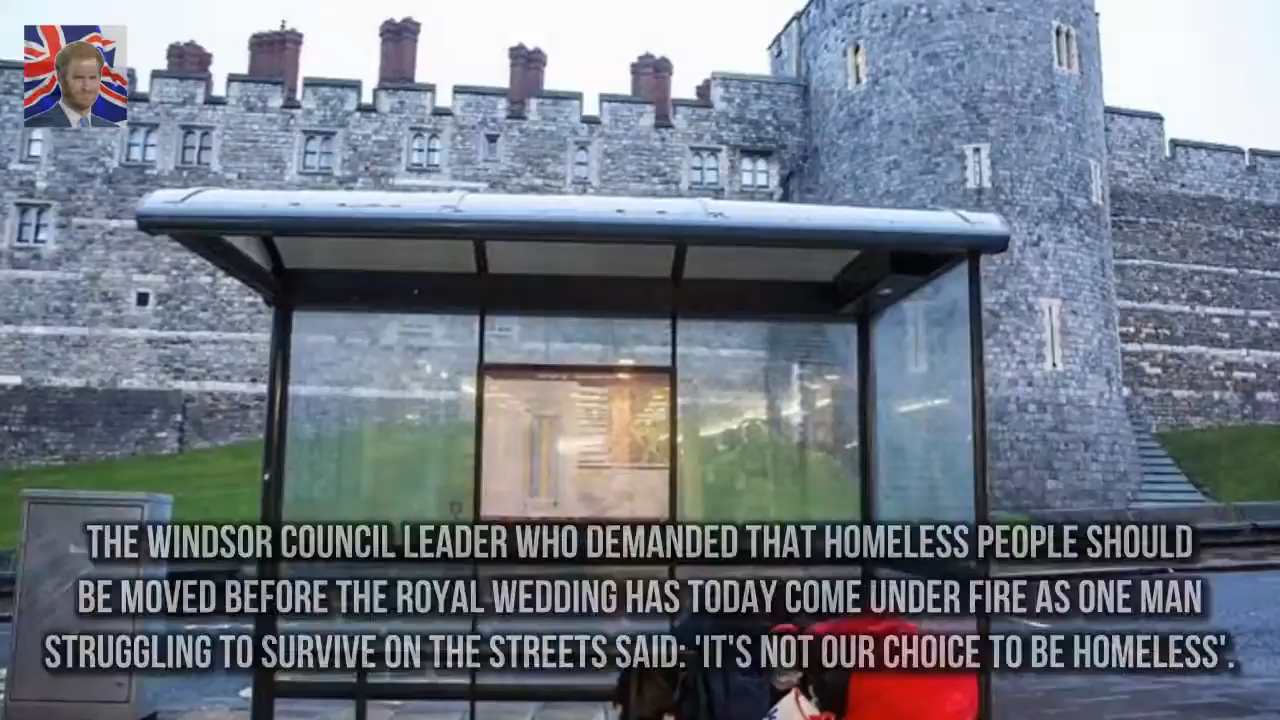 THE WINDSOR COUNCIL LEADER WHO DEMANDED THAT HOMELESS PEOPLE SHOULD
BE MOVED BEFORE THE ROYAL WEDDING HAS TODAY COME UNDER FIRE AS ONE MAN
STRUGGLING TO SURVIVE ON THE STREETS SAID: 'IT'S NOT OUR CHOICE TO BE HOMELESS'.